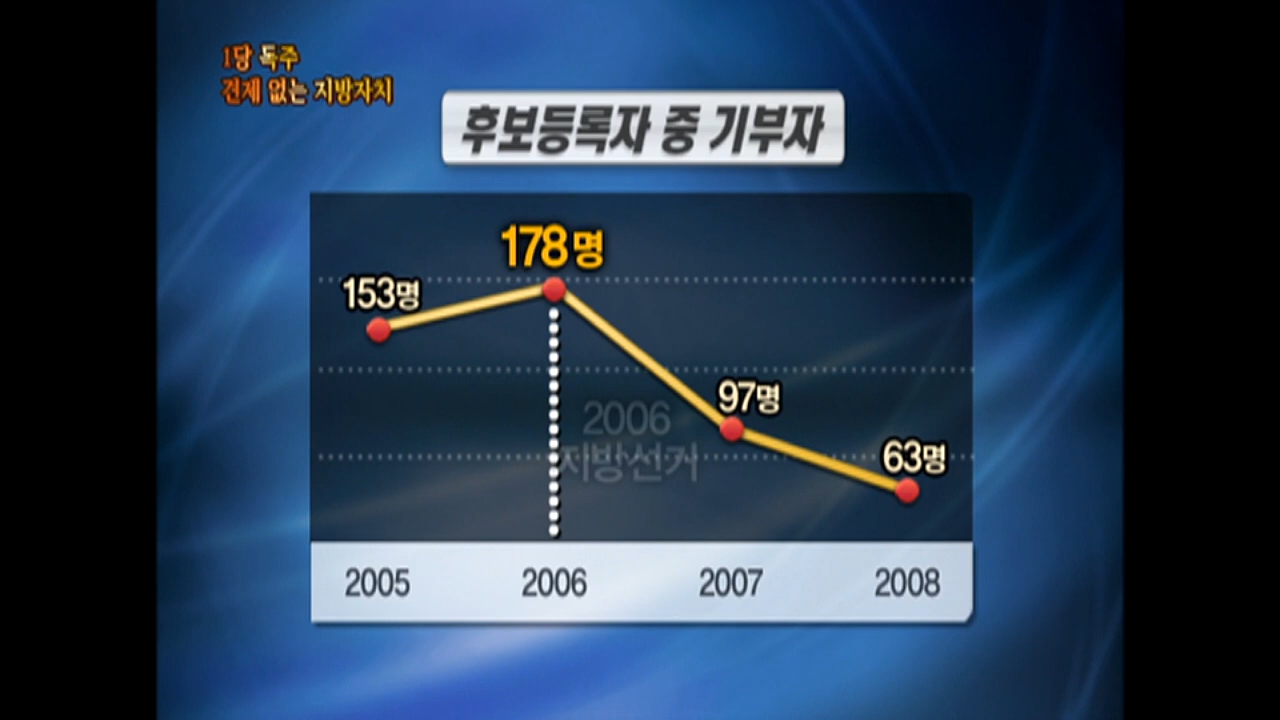 1당 독주
견제 없는 지방자치
후보등록자 중 기부자
178명
153명
97명
2006
지방선거
63명
2005 2006 2007 2008